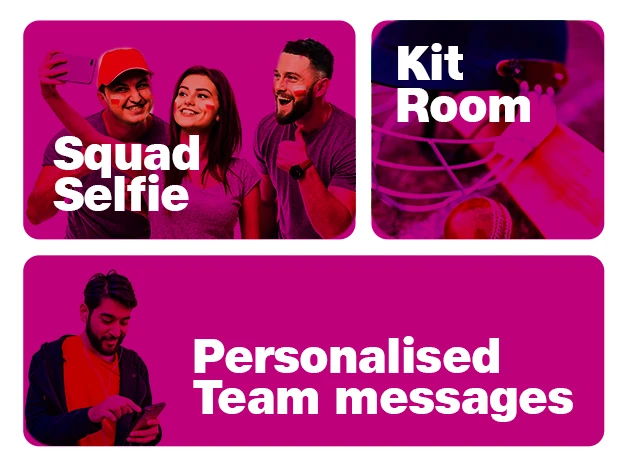 Squad
Selfie
Kit
Room
Personalised
Team messages